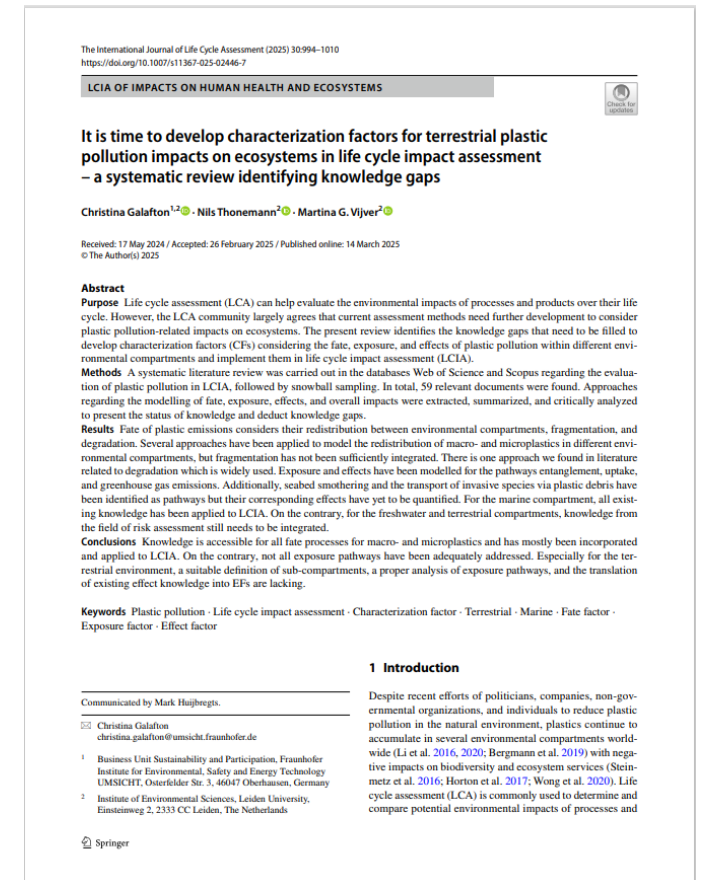 The International Journal of Life Cycle Assessment (2025) 30:994–1010
https://doi.org/10.1007/s11367-025-02446-7
LCIA OF IMPACTS ON HUMAN HEALTH AND ECOSYSTEMS
Check for
updates
It is time to develop characterization factors for terrestrial plastic
pollution impacts on ecosystems in life cycle impact assessment
– a systematic review identifying knowledge gaps
Christina Galafton1,2 · Nils Thonemann2 · Martina G. Vijver2
Received: 17 May 2024 / Accepted: 26 February 2025 / Published online: 14 March 2025
© The Author(s) 2025
Abstract
Purpose Life cycle assessment (LCA) can help evaluate the environmental impacts of processes and products over their life
cycle. However, the LCA community largely agrees that current assessment methods need further development to consider
plastic pollution-related impacts on ecosystems. The present review identifies the knowledge gaps that need to be filled to
develop characterization factors (CFs) considering the fate, exposure, and effects of plastic pollution within different envi-
ronmental compartments and implement them in life cycle impact assessment (LCIA).
Methods A systematic literature review was carried out in the databases Web of Science and Scopus regarding the evalua-
tion of plastic pollution in LCIA, followed by snowball sampling. In total, 59 relevant documents were found. Approaches
regarding the modelling of fate, exposure, effects, and overall impacts were extracted, summarized, and critically analyzed
to present the status of knowledge and deduct knowledge gaps.
Results Fate of plastic emissions considers their redistribution between environmental compartments, fragmentation, and
degradation. Several approaches have been applied to model the redistribution of macro- and microplastics in different envi-
ronmental compartments, but fragmentation has not been sufficiently integrated. There is one approach we found in literature
related to degradation which is widely used. Exposure and effects have been modelled for the pathways entanglement, uptake,
and greenhouse gas emissions. Additionally, seabed smothering and the transport of invasive species via plastic debris have
been identified as pathways but their corresponding effects have yet to be quantified. For the marine compartment, all exist-
ing knowledge has been applied to LCIA. On the contrary, for the freshwater and terrestrial compartments, knowledge from
the field of risk assessment still needs to be integrated.
Conclusions Knowledge is accessible for all fate processes for macro- and microplastics and has mostly been incorporated
and applied to LCIA. On the contrary, not all exposure pathways have been adequately addressed. Especially for the ter-
restrial environment, a suitable definition of sub-compartments, a proper analysis of exposure pathways, and the translation
of existing effect knowledge into EFs are lacking.
Keywords Plastic pollution · Life cycle impact assessment · Characterization factor · Terrestrial · Marine · Fate factor ·
Exposure factor · Effect factor
Communicated by Mark Huijbregts.
Christina Galafton
christina.galafton@umsicht.fraunhofer.de
1 Business Unit Sustainability and Participation, Fraunhofer
Institute for Environmental, Safety and Energy Technology
UMSICHT, Osterfelder Str. 3, 46047 Oberhausen, Germany
2 Institute of Environmental Sciences, Leiden University,
Einsteinweg 2, 2333 CC Leiden, The Netherlands
1 Introduction
Despite recent efforts of politicians, companies, non-gov-
ernmental organizations, and individuals to reduce plastic
pollution in the natural environment, plastics continue to
accumulate in several environmental compartments world-
wide (Li et al. 2016, 2020; Bergmann et al. 2019) with nega-
tive impacts on biodiversity and ecosystem services (Stein-
metz et al. 2016; Horton et al. 2017; Wong et al. 2020). Life
cycle assessment (LCA) is commonly used to determine and
compare potential environmental impacts of processes and
Springer